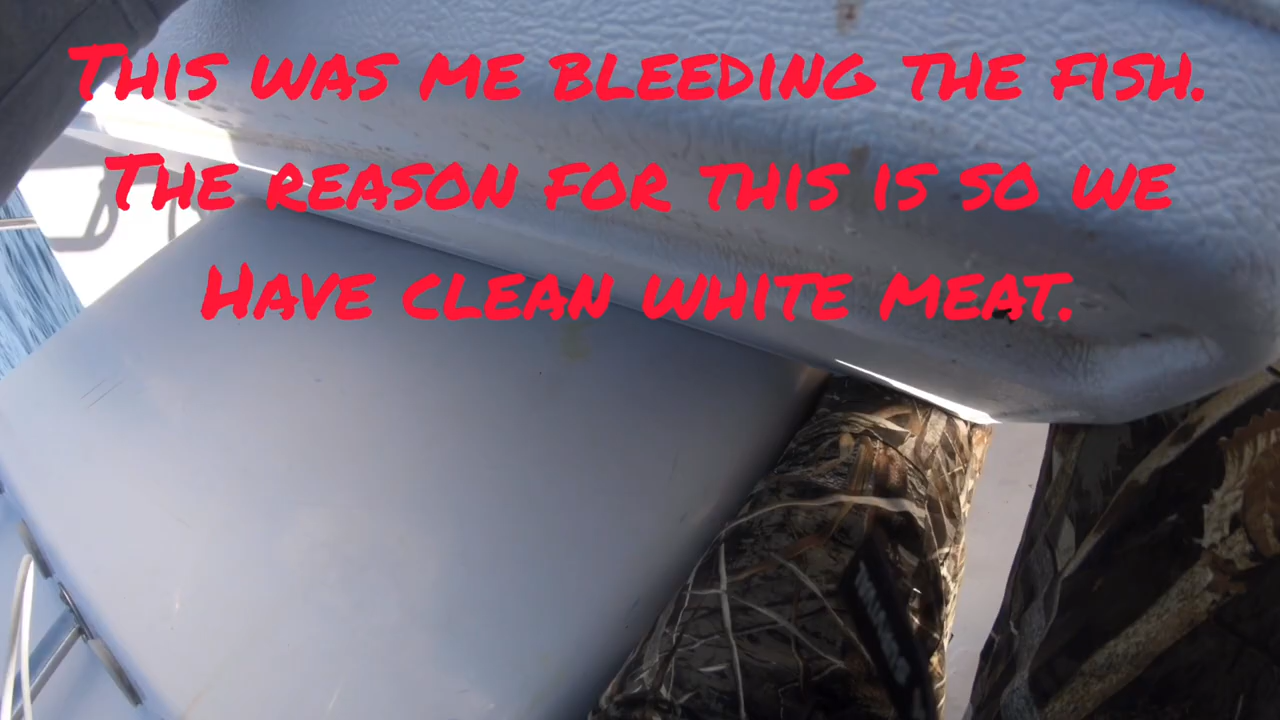 This was me bleeding the fish.
The reason for this is so we
Have clean white meat.